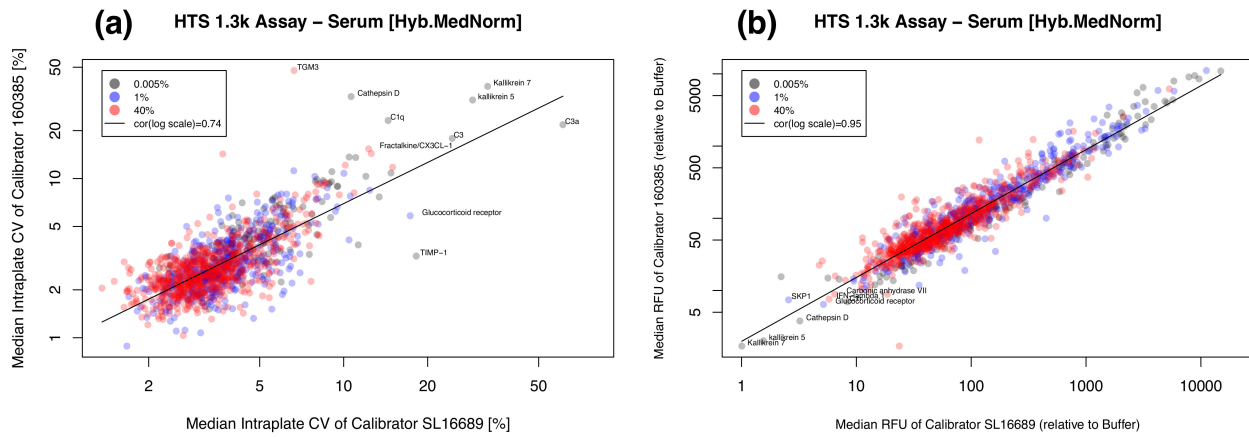 (a)
HTS 1.3k Assay – Serum [Hyb.MedNorm]
0.005%
1%
40%
cor(log scale)=0.74
TGM3
Cathepsin D
Kallikrein 7
kallikrein 5
C1q
C3a
C3
Fractalkine/CX3CL−1
Glucocorticoid receptor
TIMP−1
1
2
5
10
20
50
2
5
10
20
50
Median Intraplate CV of Calibrator 160385 [%]
Median Intraplate CV of Calibrator SL16689 [%]
(b)
HTS 1.3k Assay – Serum [Hyb.MedNorm]
0.005%
1%
40%
cor(log scale)=0.95
Carbonic anhydrase VII
SKP1
Glucocorticoid receptor
Cathepsin D
kallikrein 5
Kallikrein 7
5
50
500
5000
1
10
100
1000
10000
Median RFU of Calibrator 160385 (relative to Buffer)
Median RFU of Calibrator SL16689 (relative to Buffer)